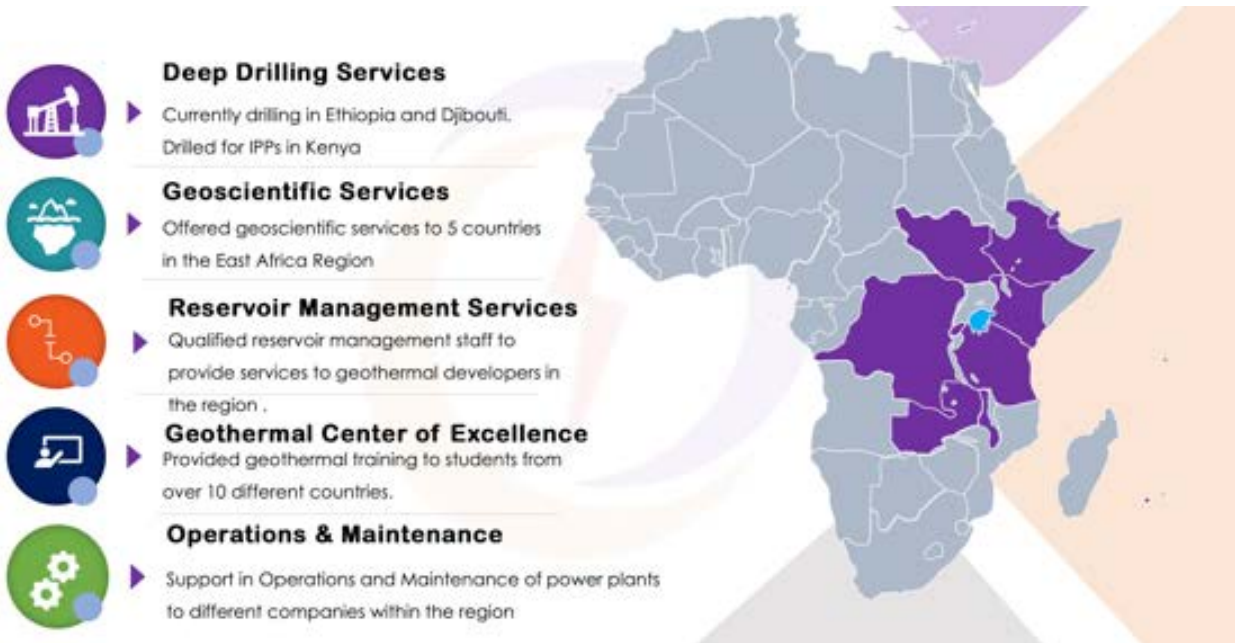 Deep Drilling Services
Currently drilling in Ethiopia and Djibouti.
Drilled for IPPs in Kenya
Geoscientific Services
Offered geoscientific services to 5 countries
in the East Africa Region
Reservoir Management Services
Qualified reservoir management staff to
provide services to geothermal developers in
the region .
Geothermal Center of Excellence
Provided geothermal training to students from
over 10 different countries.
Operations & Maintenance
Support in Operations and Maintenance of power plants
to different companies within the region